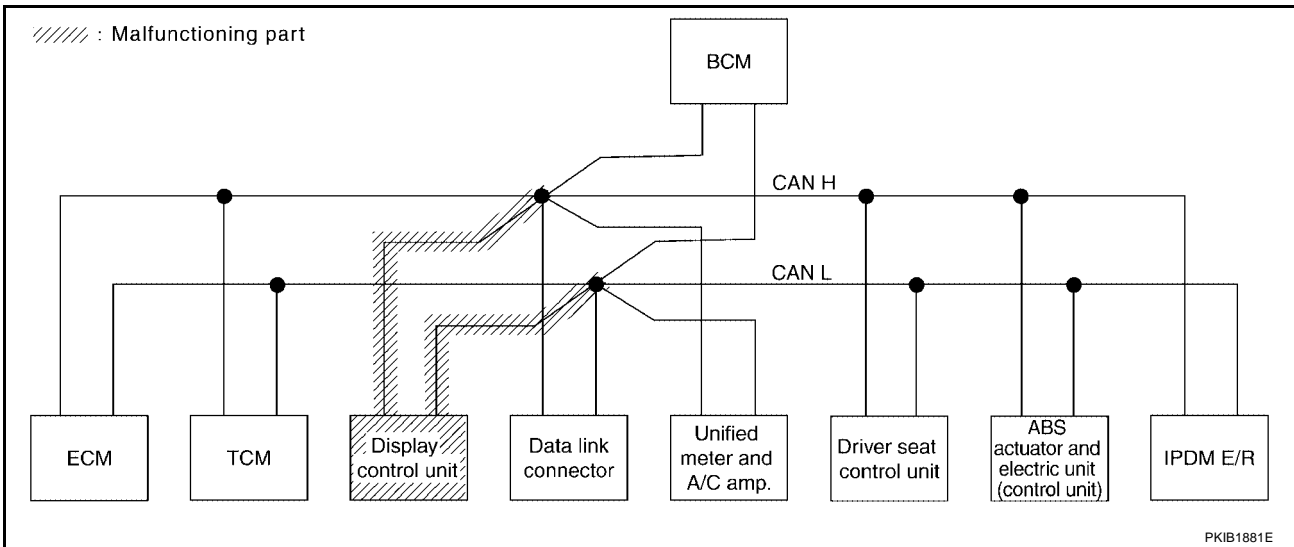 : Malfunctioning part
BCM
CAN H
CAN L
ECM
TCM
Display
control unit
Data link
connector
Unified
meter and
A/C amp.
Driver seat
control unit
ABS
actuator and
electric unit
(control unit)
IPDM E/R
PKIB1881E